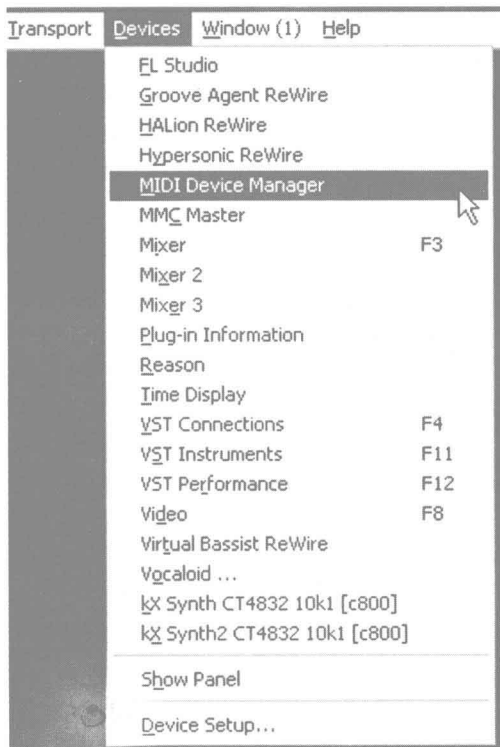 Transport Devices Window (1) Help
FL Studio
Groove Agent ReWire
HALion ReWire
Hypersonic ReWire
MIDI Device Manager
MMC Master
Mixer F3
Mixer 2
Mixer 3
Plug-in Information
Reason
Time Display
VST Connections F4
VST Instruments F11
VST Performance F12
Video F8
Virtual Bassist ReWire
Vocaloid ...
kX Synth CT4832 10k1 [c800]
kX Synth2 CT4832 10k1 [c800]
Show Panel
Device Setup...